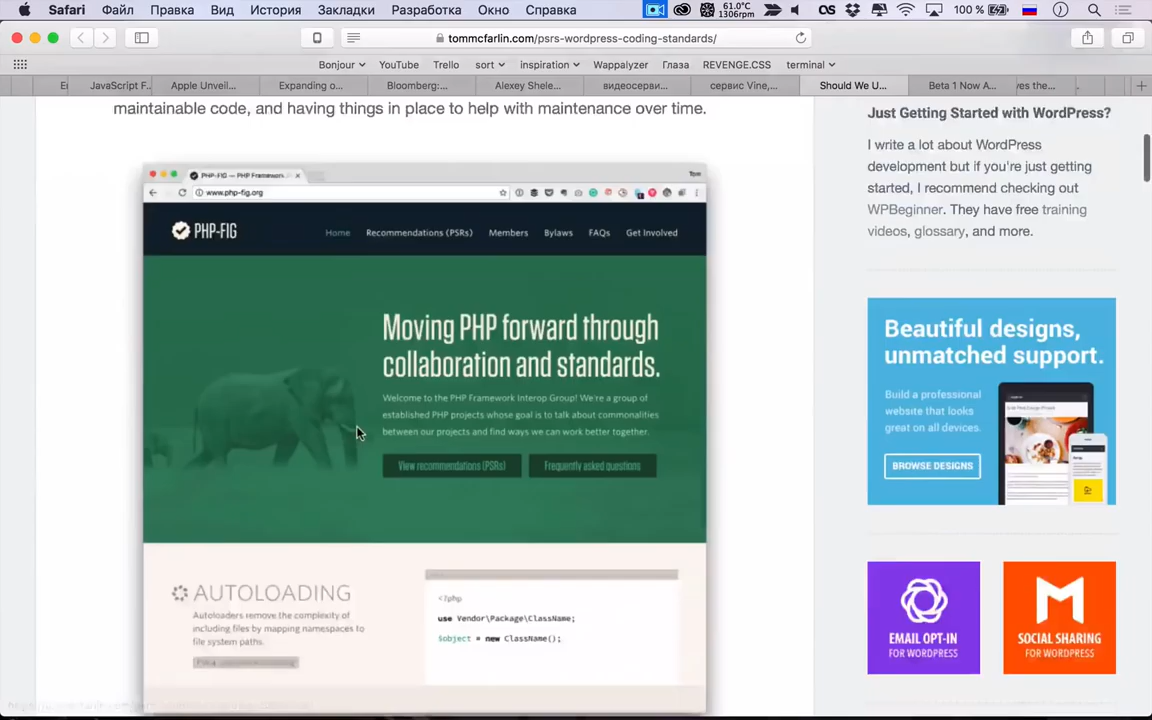 Safari Файл Правка Вид История Закладки Разработка Окно Справка 61.0°C 1306rpm 100 %
tommcfarlin.com/psrs-wordpress-coding-standards/
Bonjour YouTube Trello sort inspiration Wappalyzer Глаза REVENGE.CSS terminal
JavaScript F... Apple Unveil... Expanding o... Bloomberg:... Alexey Shele... видеосерви... сервис Vine,... Should We U... Beta 1 Now A... ves the...
maintainable code, and having things in place to help with maintenance over time.
PHP-FIG — PHP Framework Tom
www.php-fig.org
PHP-FIG Home Recommendations (PSRs) Members Bylaws FAQs Get Involved
Moving PHP forward through
collaboration and standards.
Welcome to the PHP Framework Interop Group! We're a group of
established PHP projects whose goal is to talk about commonalities
between our projects and find ways we can work better together.
View recommendations (PSRs) Frequently asked questions
AUTOLOADING
Autoloaders remove the complexity of
including files by mapping namespaces to
file system paths.
<?php
use Vendor\Package\ClassName;
$object = new ClassName();
Just Getting Started with WordPress?
I write a lot about WordPress
development but if you're just getting
started, I recommend checking out
WPBeginner. They have free training
videos, glossary, and more.
Beautiful designs,
unmatched support.
Build a professional
website that looks
great on all devices.
BROWSE DESIGNS
EMAIL OPT-IN
FOR WORDPRESS
SOCIAL SHARING
FOR WORDPRESS